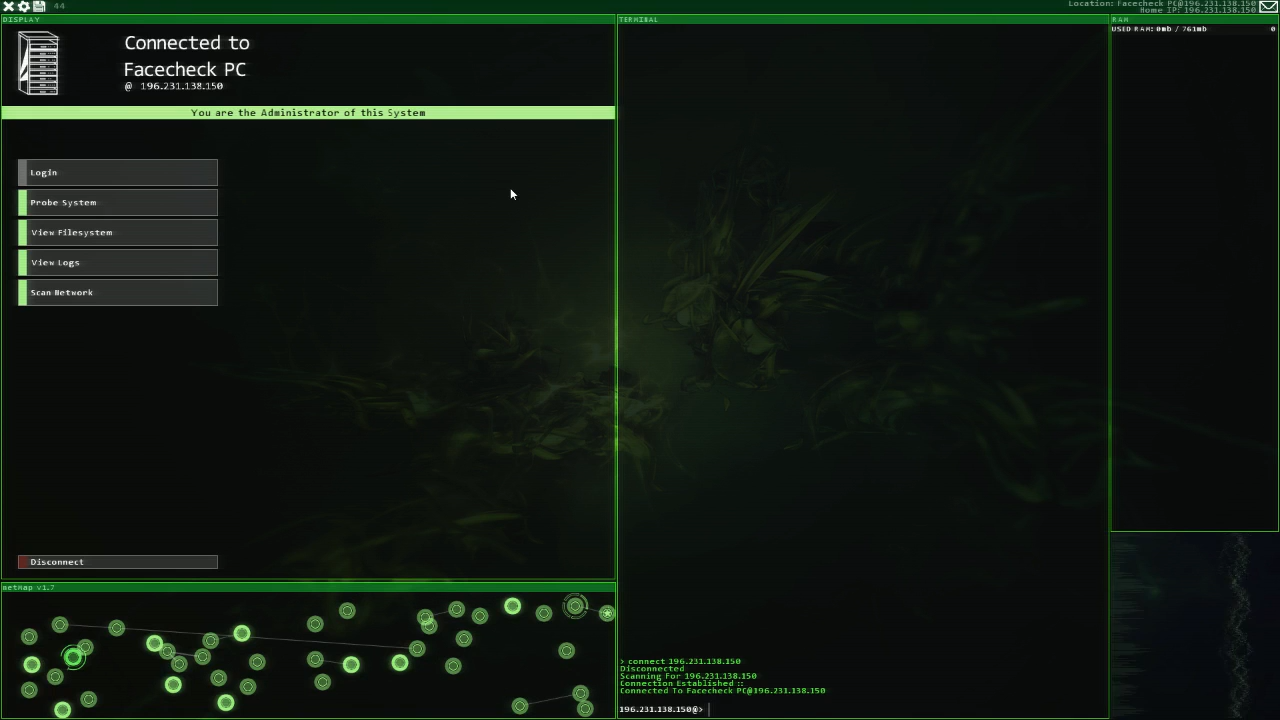 44
Location: Facecheck PC@196.231.138.150
Home IP: 196.231.138.150
DISPLAY
TERMINAL
RAM
USED RAM: 0mb / 761mb
0
Connected to
Facecheck PC
@ 196.231.138.150
You are the Administrator of this System
Login
Probe System
View Filesystem
View Logs
Scan Network
Disconnect
netMap v1.7
> connect 196.231.138.150
Disconnected
Scanning For 196.231.138.150
Connection Established ::
Connected To Facecheck PC@196.231.138.150
196.231.138.150@>